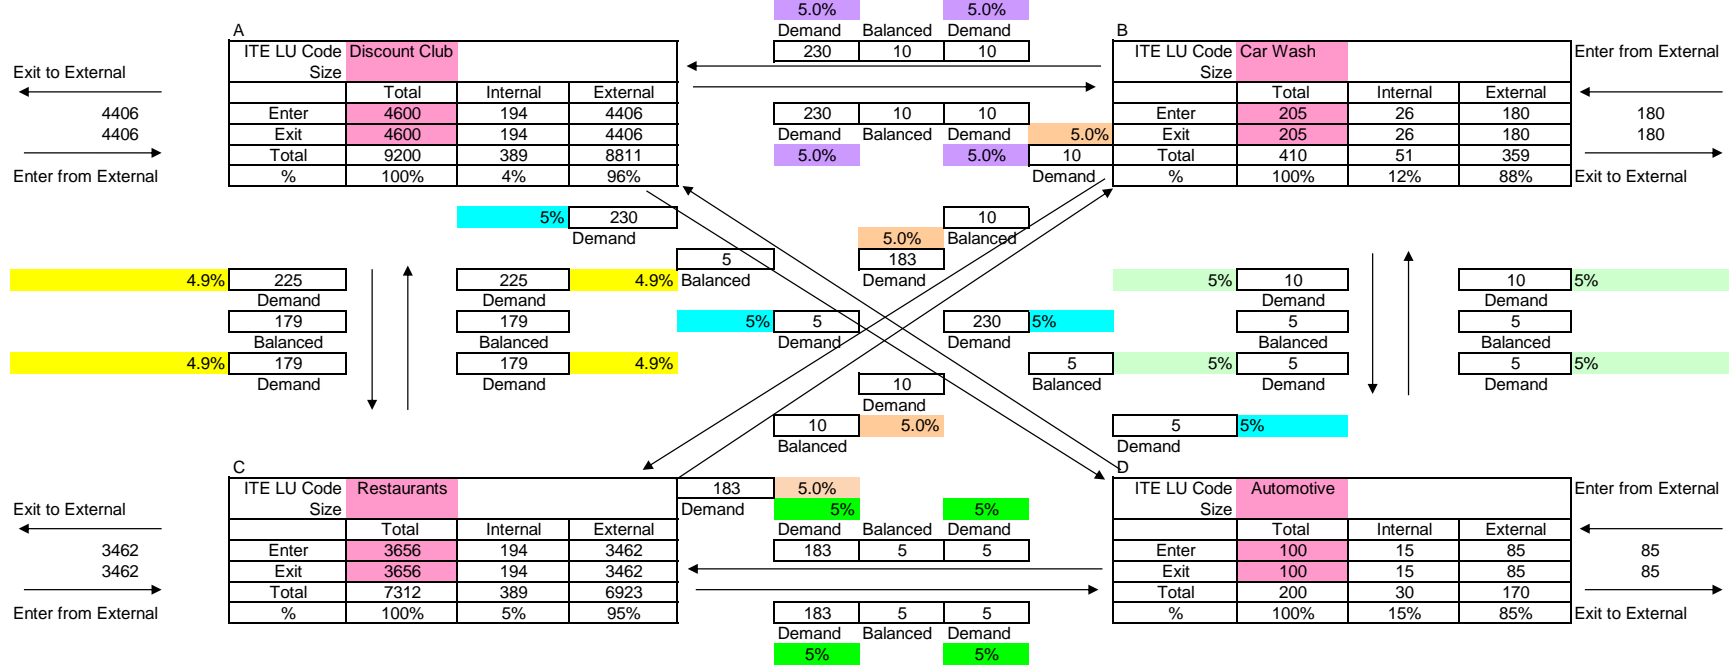 5.0% 5.0%
A Demand Balanced Demand B
ITE LU Code Discount Club 230 10 10 ITE LU Code Car Wash Enter from External
Exit to External Size Size
Total Internal External Total Internal External
4406 Enter 4600 194 4406 230 10 10 Enter 205 26 180 180
4406 Exit 4600 194 4406 Demand Balanced Demand 5.0% Exit 205 26 180 180
Total 9200 389 8811 5.0% 5.0% 10 Total 410 51 359
Enter from External % 100% 4% 96% Demand % 100% 12% 88% Exit to External
5% 230 10
Demand 5.0% Balanced
5 183
4.9% 225 225 4.9% Balanced Demand 5% 10 10 5%
Demand Demand Demand Demand
179 179 5% 5 230 5% 5 5
Balanced Balanced Demand Demand Balanced Balanced
4.9% 179 179 4.9% 5 5% 5 5 5%
Demand Demand 10 Balanced Demand Demand
Demand
10 5.0% 5 5%
Balanced Demand
C D
ITE LU Code Restaurants 183 5.0% ITE LU Code Automotive Enter from External
Exit to External Size Demand 5% 5% Size
Total Internal External Demand Balanced Demand Total Internal External
3462 Enter 3656 194 3462 183 5 5 Enter 100 15 85 85
3462 Exit 3656 194 3462 Exit 100 15 85 85
Total 7312 389 6923 Total 200 30 170
Enter from External % 100% 5% 95% 183 5 5 % 100% 15% 85% Exit to External
Demand Balanced Demand
5% 5%